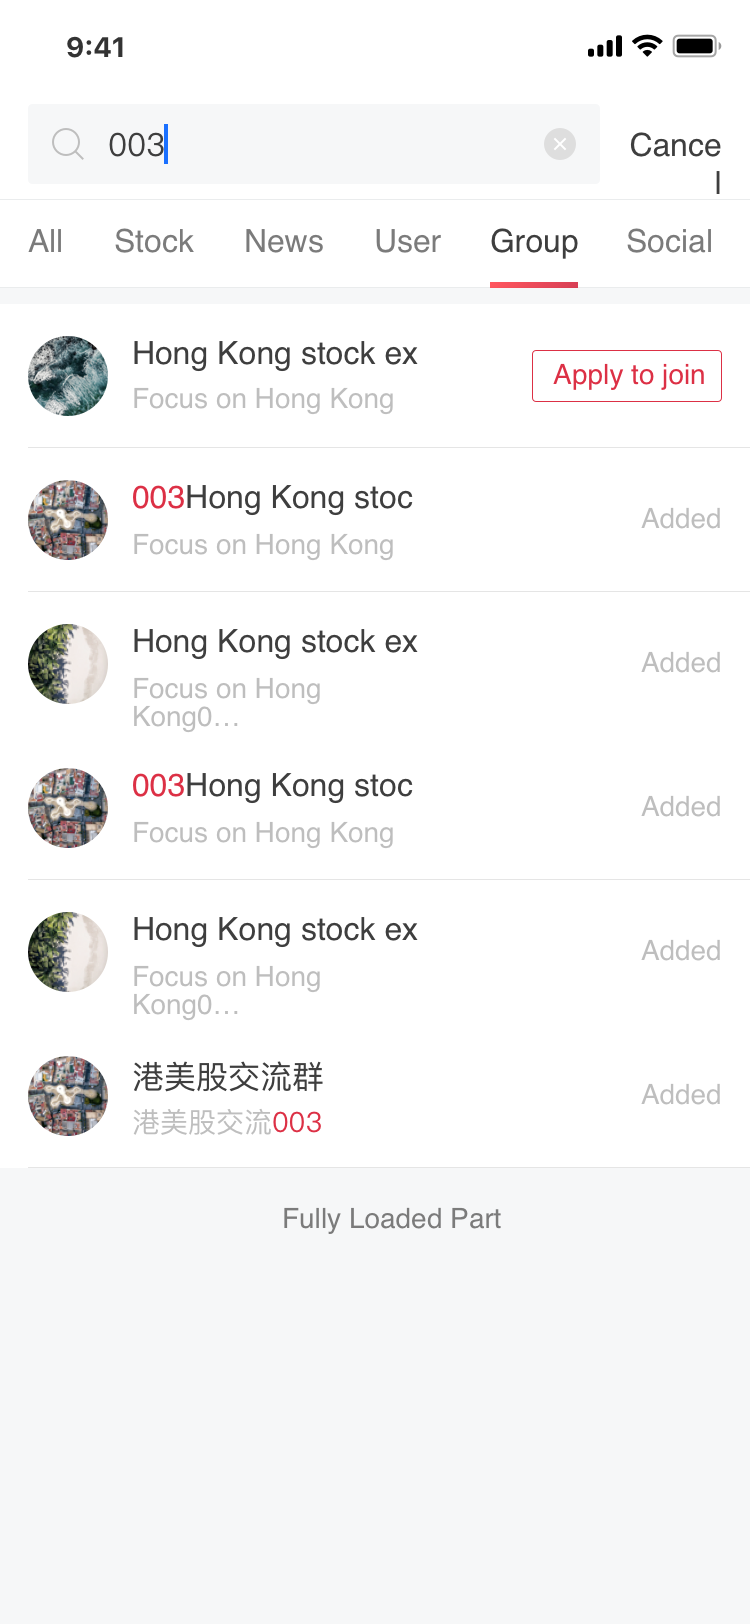 9:41
003
Cance
l
All Stock News User Group Social
Hong Kong stock ex
Focus on Hong Kong
Apply to join
003Hong Kong stoc
Focus on Hong Kong
Added
Hong Kong stock ex
Focus on Hong
Kong0…
Added
003Hong Kong stoc
Focus on Hong Kong
Added
Hong Kong stock ex
Focus on Hong
Kong0…
Added
港美股交流群
港美股交流003
Added
Fully Loaded Part